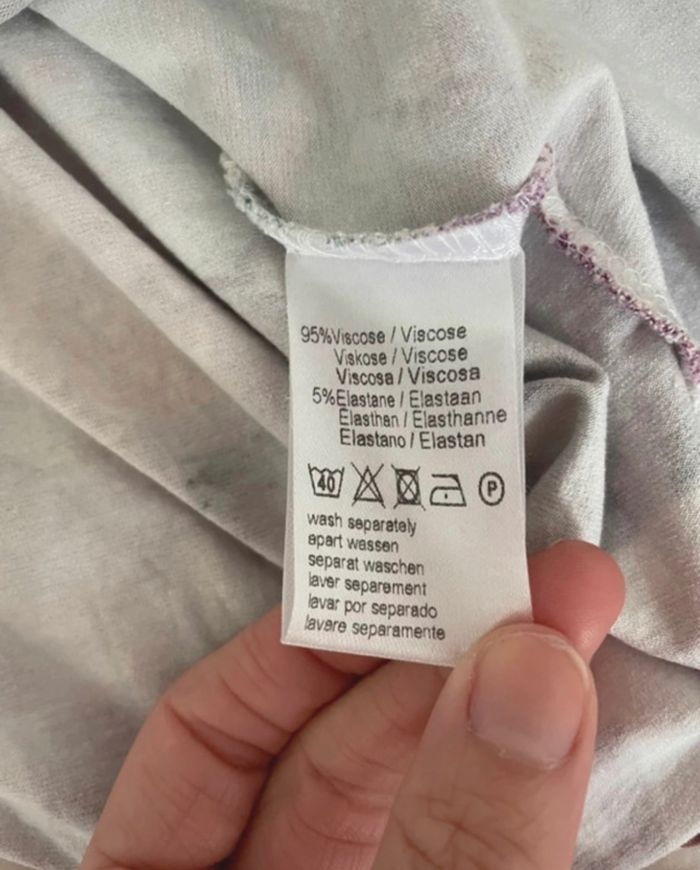 95%Viscose / Viscose
Viskose / Viscose
Viscosa / Viscosa
5%Elastane / Elastaan
Elasthan / Elasthanne
Elastano / Elastan
40 P
wash separately
apart wassen
separat waschen
laver separement
lavar por separado
lavare separamente